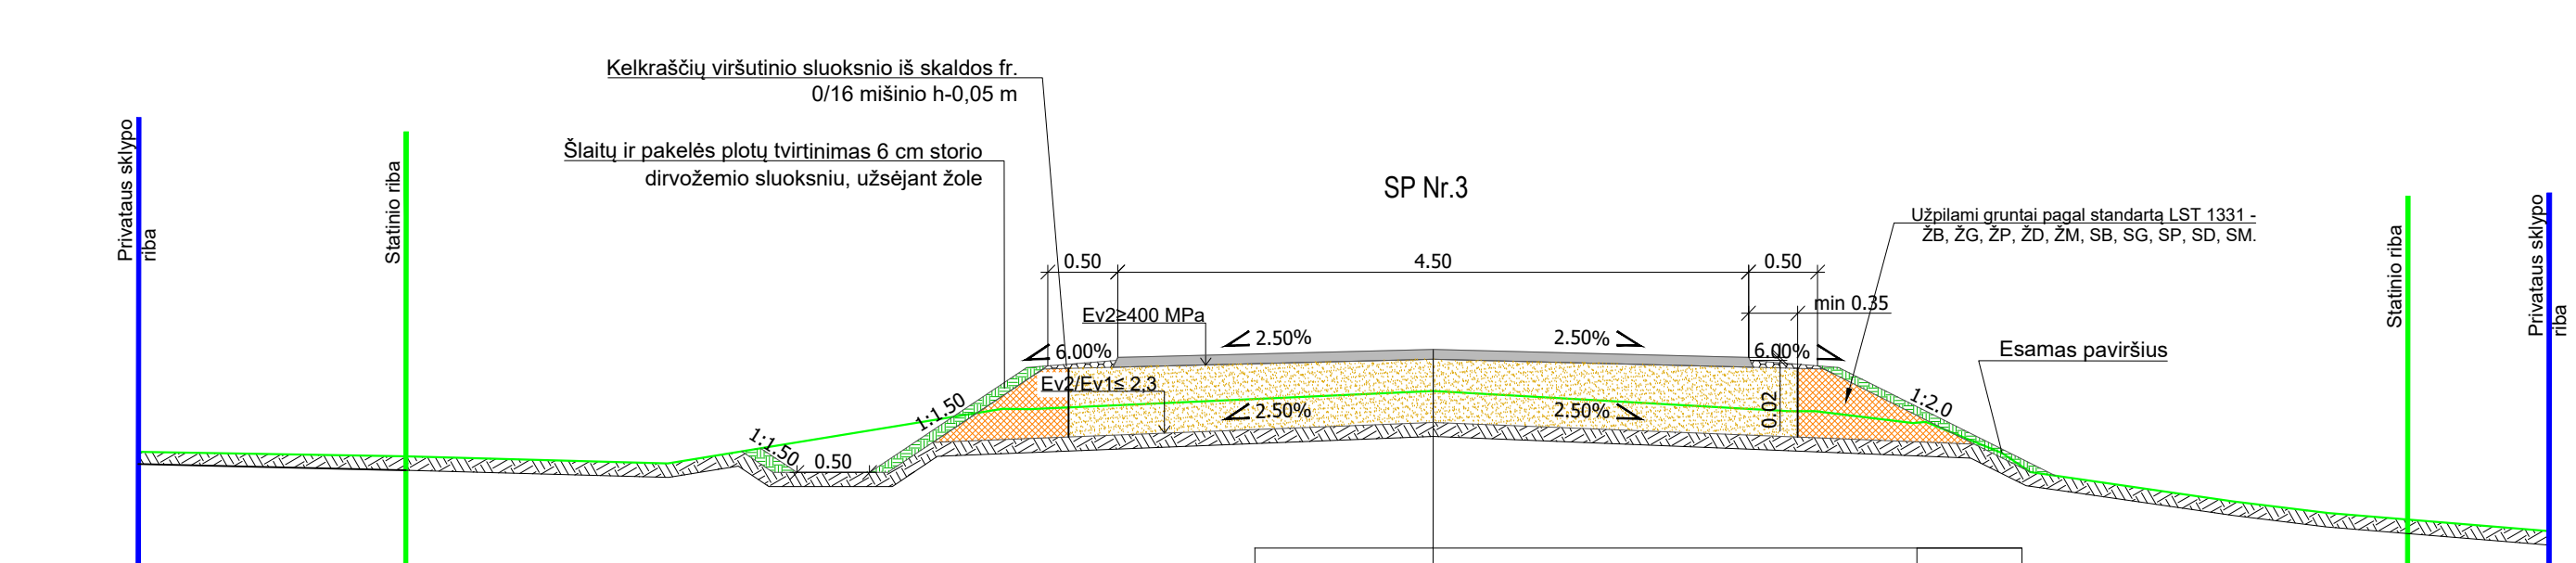 Kelkraščių viršutinio sluoksnio iš skaldos fr.
0/16 mišinio h-0,05 m
Šlaitų ir pakelės plotų tvirtinimas 6 cm storio
dirvožemio sluoksniu, užsėjant žole
Privataus sklypo
riba
Statinio riba
SP Nr.3
Užpilami gruntai pagal standartą LST 1331 -
ŽB, ŽG, ŽP, ŽD, ŽM, SB, SG, SP, SD, SM.
Statinio riba
Privataus sklypo
riba
0.50
4.50
0.50
min 0.35
Ev2≥400 MPa
2.50%
2.50%
6.00%
6.00%
Esamas paviršius
Ev2/Ev1≤ 2,3
1:1.50
2.50%
2.50%
0.02
1:2.0
1:1.50
0.50